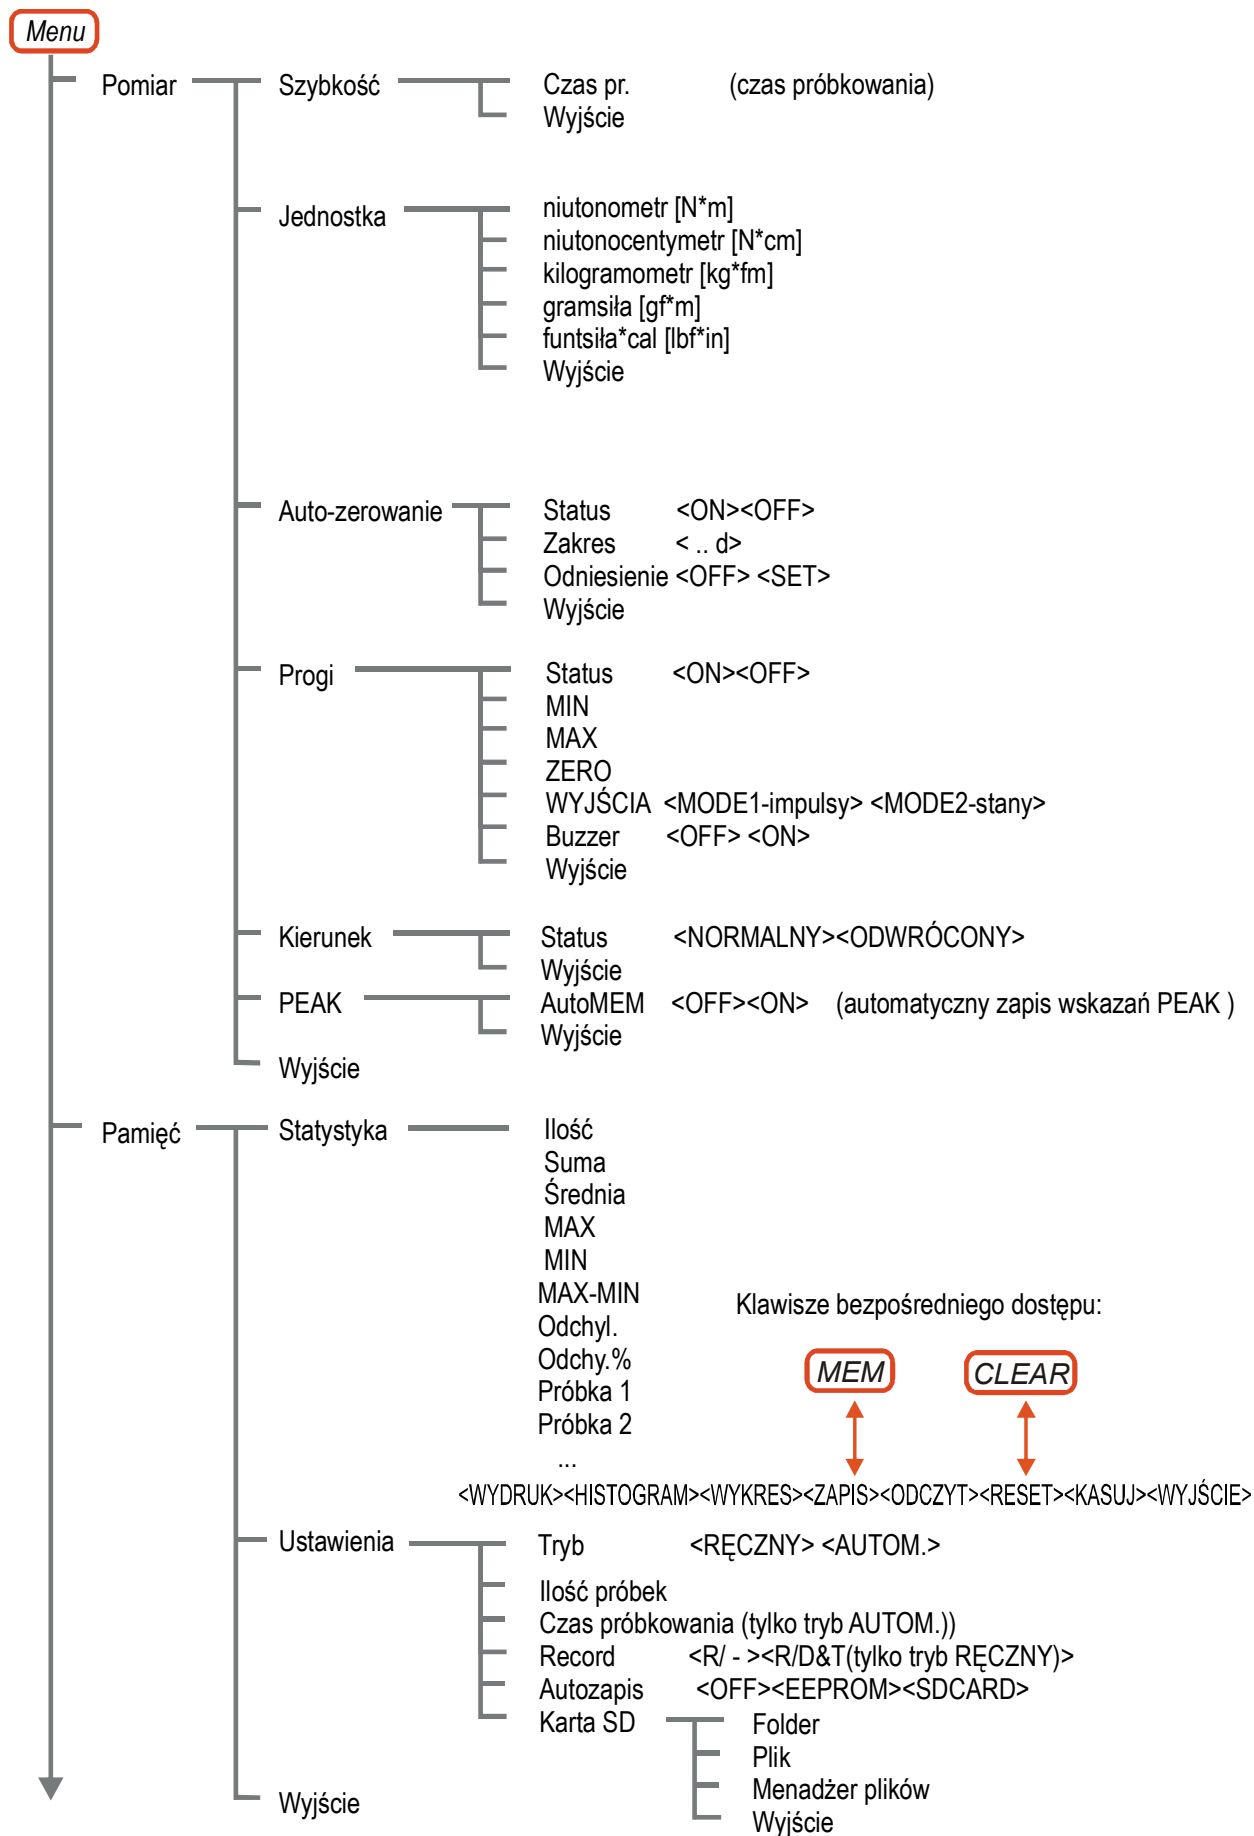 Menu
Pomiar
Szybkość
Czas pr. (czas próbkowania)
Wyjście
Jednostka
niutonometr [N*m]
niutonocentymetr [N*cm]
kilogramometr [kg*fm]
gramsiła [gf*m]
funtsiła*cal [lbf*in]
Wyjście
Auto-zerowanie
Status <ON><OFF>
Zakres < .. d>
Odniesienie <OFF> <SET>
Wyjście
Progi
Status <ON><OFF>
MIN
MAX
ZERO
WYJŚCIA <MODE1-impulsy> <MODE2-stany>
Buzzer <OFF> <ON>
Wyjście
Kierunek
Status <NORMALNY><ODWRÓCONY>
Wyjście
PEAK
AutoMEM <OFF><ON> (automatyczny zapis wskazań PEAK )
Wyjście
Wyjście
Pamięć
Statystyka
Ilość
Suma
Średnia
MAX
MIN
MAX-MIN
Odchyl.
Odchy.%
Próbka 1
Próbka 2
...
Klawisze bezpośredniego dostępu:
MEM
CLEAR
<WYDRUK><HISTOGRAM><WYKRES><ZAPIS><ODCZYT><RESET><KASUJ><WYJŚCIE>
Ustawienia
Tryb <RĘCZNY> <AUTOM.>
Ilość próbek
Czas próbkowania (tylko tryb AUTOM.))
Record <R/ - ><R/D&T(tylko tryb RĘCZNY)>
Autozapis <OFF><EEPROM><SDCARD>
Karta SD
Folder
Plik
Menadżer plików
Wyjście
Wyjście